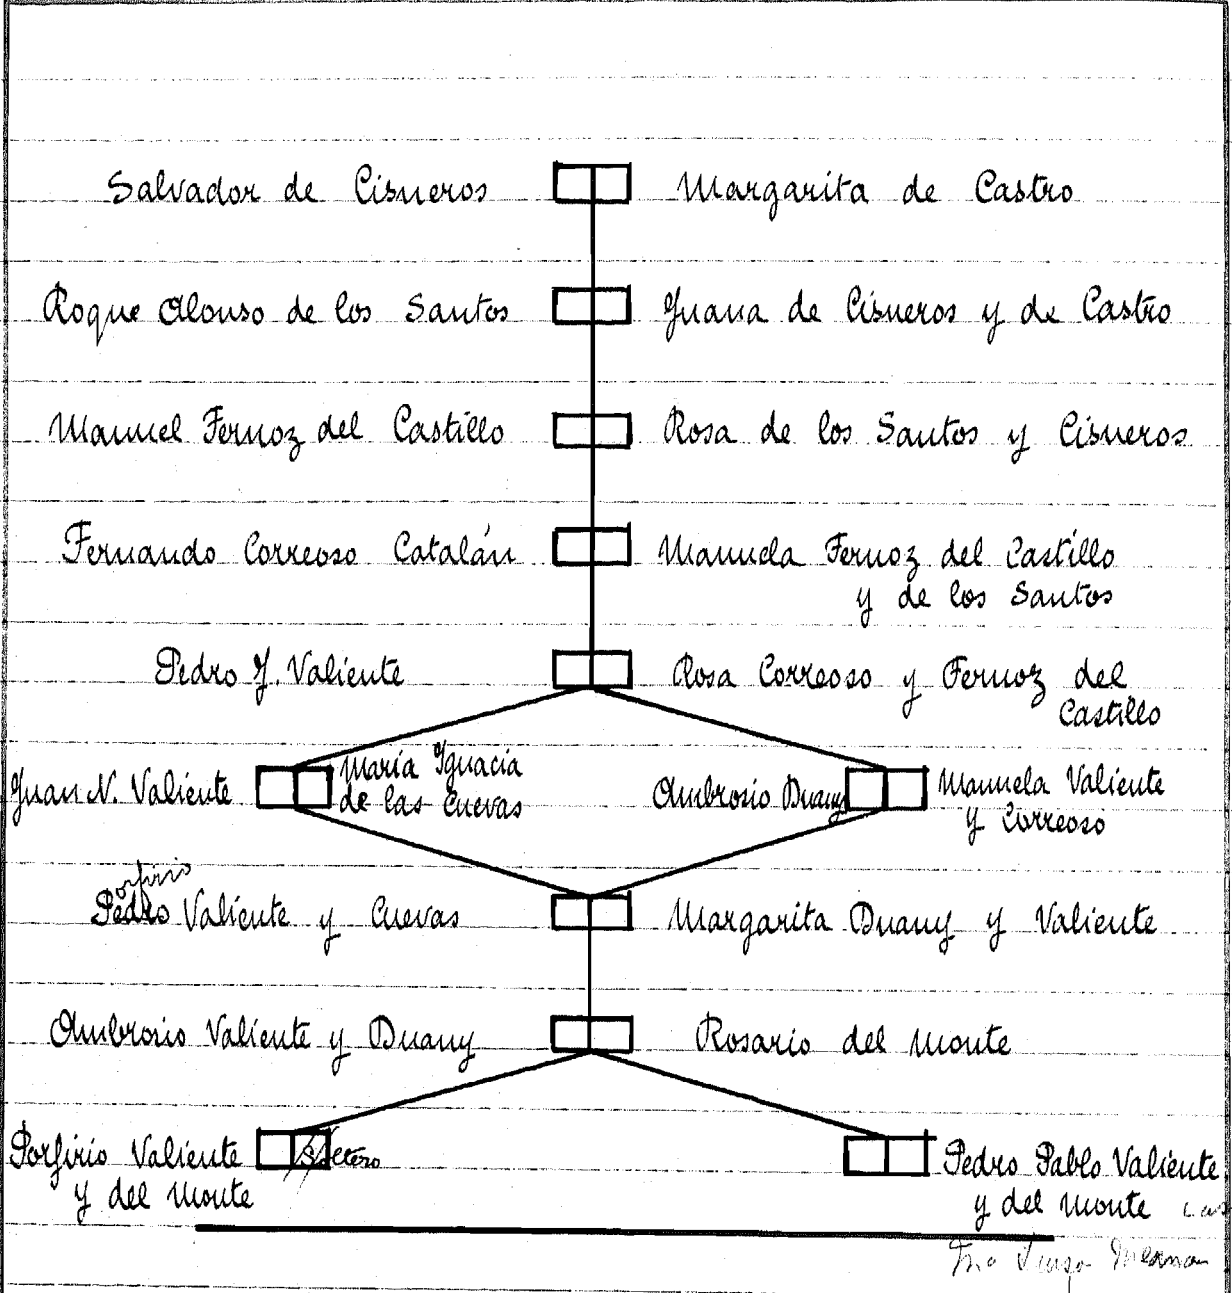 Salvador de Cisneros Margarita de Castro
Roque Alonso de los Santos Juana de Cisneros y de Castro
Manuel Fernoz del Castillo Rosa de los Santos y Cisneros
Fernando Correoso Catalán Manuela Fernoz del Castillo
y de los Santos
Pedro J. Valiente Rosa Correoso y Fernoz del
Castillo
Juan N. Valiente María Ignacia
de las Cuevas
Ambrosio Duany Manuela Valiente
y Correoso
orfirio
Pedro Valiente y Cuevas Margarita Duany y Valiente
Ambrosio Valiente y Duany Rosario del Monte
Porfirio Valiente
y del Monte
Pedro Pablo Valiente
y del Monte